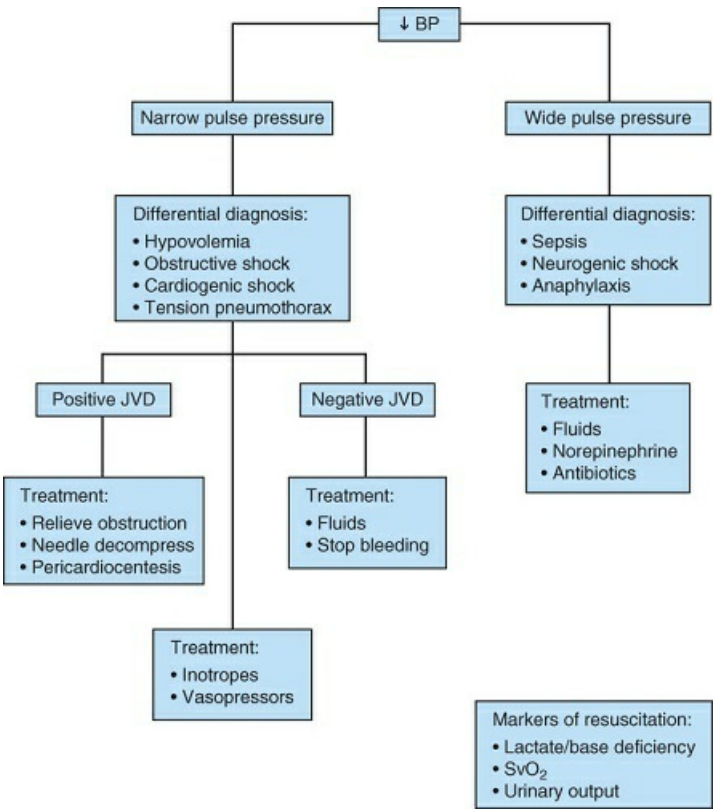 ↓ BP
Narrow pulse pressure
Wide pulse pressure
Differential diagnosis:
• Hypovolemia
• Obstructive shock
• Cardiogenic shock
• Tension pneumothorax
Differential diagnosis:
• Sepsis
• Neurogenic shock
• Anaphylaxis
Positive JVD
Negative JVD
Treatment:
• Fluids
• Norepinephrine
• Antibiotics
Treatment:
• Relieve obstruction
• Needle decompress
• Pericardiocentesis
Treatment:
• Fluids
• Stop bleeding
Treatment:
• Inotropes
• Vasopressors
Markers of resuscitation:
• Lactate/base deficiency
• SvO₂
• Urinary output